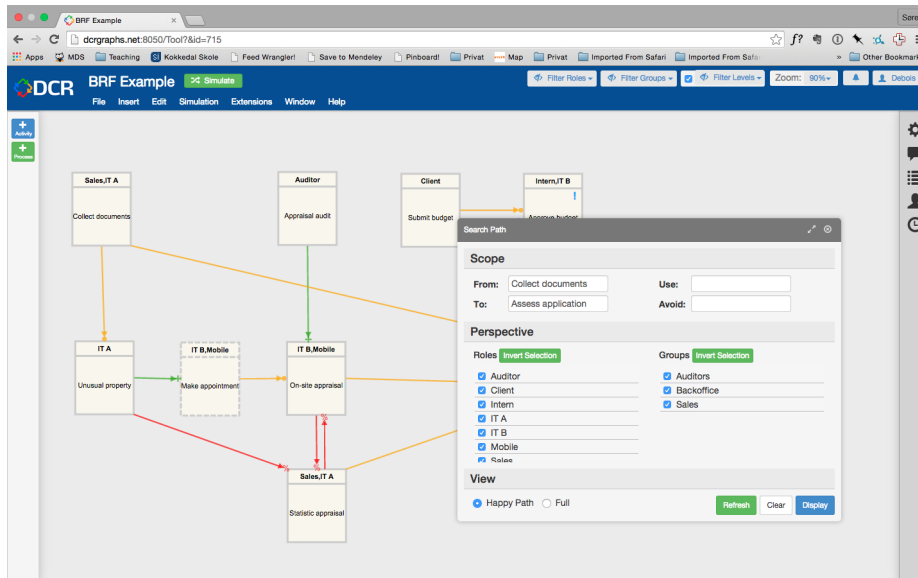 BRF Example
Søre
dcrgraphs.net:8050/Tool?&id=715
f?
Apps MDS Teaching Kokkedal Skole Feed Wrangler! Save to Mendeley Pinboard! Privat Map Privat Imported From Safari Imported From Safa » Other Bookmark
DCR
BRF Example
Simulate
Filter Roles
Filter Groups
Filter Levels
Zoom: 90%
Debois
File Insert Edit Simulation Extensions Window Help
+
Activity
+
Process
Sales,IT A
Collect documents
Auditor
Appraisal audit
Client
Submit budget
Intern,IT B
!
Approve budget
Search Path
Scope
From: Collect documents Use:
To: Assess application Avoid:
Perspective
Roles Invert Selection Groups Invert Selection
Auditor Auditors
Client Backoffice
Intern Sales
IT A
IT B
Mobile
Sales
View
Happy Path Full Refresh Clear Display
IT A
Unusual property
IT B,Mobile
Make appointment
IT B,Mobile
On-site appraisal
%
%
%
Sales,IT A
Statistic appraisal